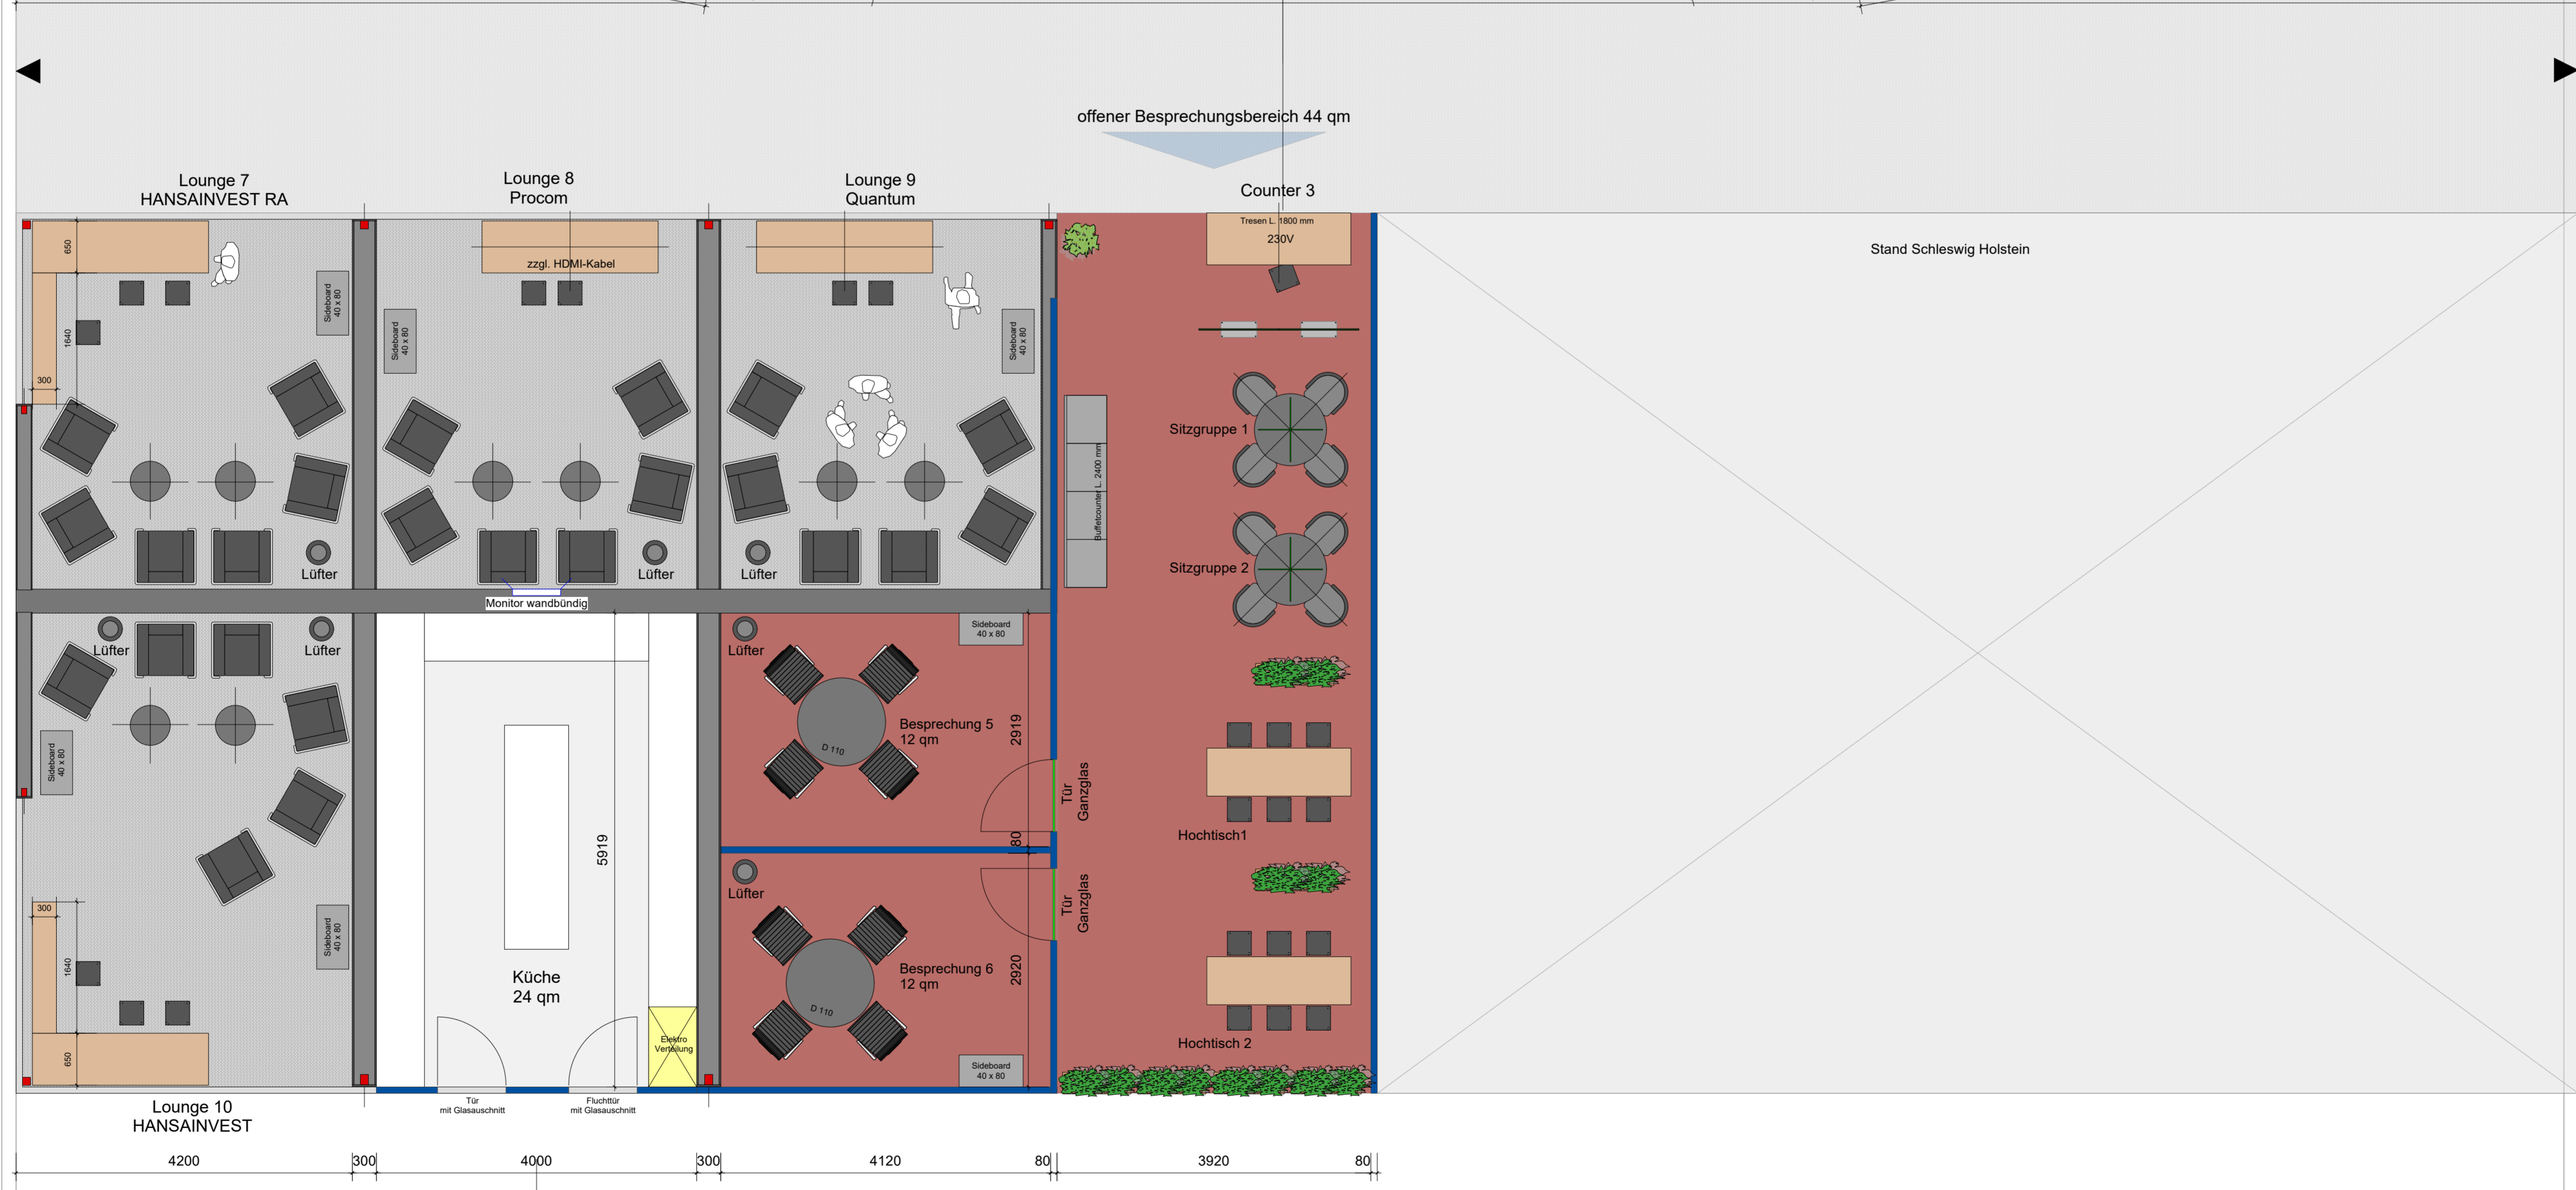 offener Besprechungsbereich 44 qm
Lounge 7
HANSAINVEST RA
Lounge 8
Procom
Lounge 9
Quantum
Counter 3
Tresen L. 1800 mm
230V
Stand Schleswig Holstein
650
1640
300
Sideboard
40 x 80
zzgl. HDMI-Kabel
Sideboard
40 x 80
Sideboard
40 x 80
Buffetcounter L. 2400 mm
Sitzgruppe 1
Sitzgruppe 2
Lüfter
Lüfter
Lüfter
Monitor wandbündig
Lüfter
Lüfter
Sideboard
40 x 80
Sideboard
40 x 80
300
1640
650
5919
Küche
24 qm
Elektro
Verteilung
Lüfter
Sideboard
40 x 80
D 110
Besprechung 5
12 qm
2919
80
Tür
Ganzglas
Lüfter
D 110
Besprechung 6
12 qm
2920
Tür
Ganzglas
Sideboard
40 x 80
Hochtisch1
Hochtisch 2
Lounge 10
HANSAINVEST
Tür
mit Glasauschnitt
Fluchttür
mit Glasauschnitt
4200
300
4000
300
4120
80
3920
80